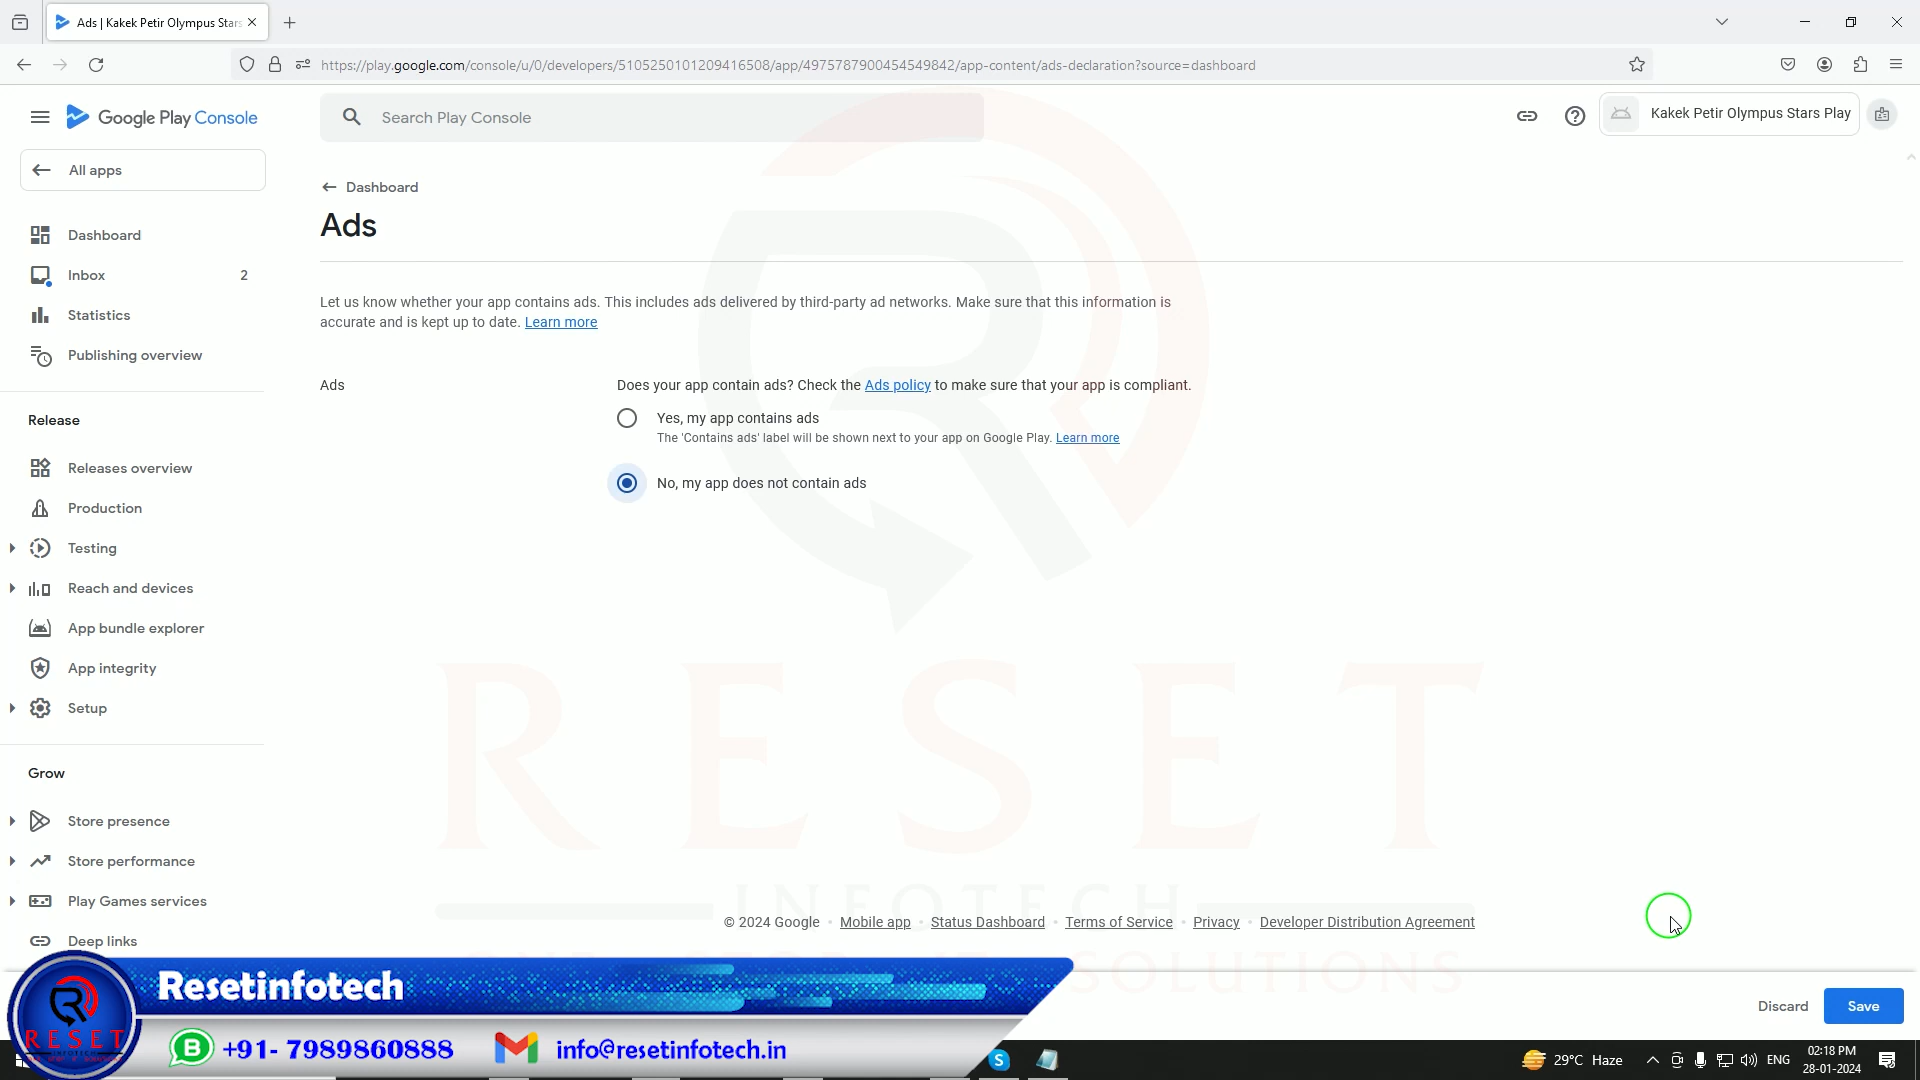 Ads | Kakek Petir Olympus Stars
https://play.google.com/console/u/0/developers/5105250101209416508/app/4975787900454549842/app-content/ads-declaration?source=dashboard
Google Play Console
Search Play Console
Kakek Petir Olympus Stars Play
All apps
Dashboard
Ads
Dashboard
Inbox 2
Statistics
Publishing overview
Let us know whether your app contains ads. This includes ads delivered by third-party ad networks. Make sure that this information is
accurate and is kept up to date. Learn more
Ads
Does your app contain ads? Check the Ads policy to make sure that your app is compliant.
Yes, my app contains ads
The 'Contains ads' label will be shown next to your app on Google Play. Learn more
No, my app does not contain ads
Release
Releases overview
Production
Testing
Reach and devices
App bundle explorer
App integrity
Setup
Grow
Store presence
Store performance
Play Games services
Deep links
RESET
INFOTECH
SOLUTIONS
© 2024 Google · Mobile app · Status Dashboard · Terms of Service · Privacy · Developer Distribution Agreement
Discard
Save
Resetinfotech
RESET
+91- 7989860888
info@resetinfotech.in
29°C Haze
ENG
02:18 PM
28-01-2024